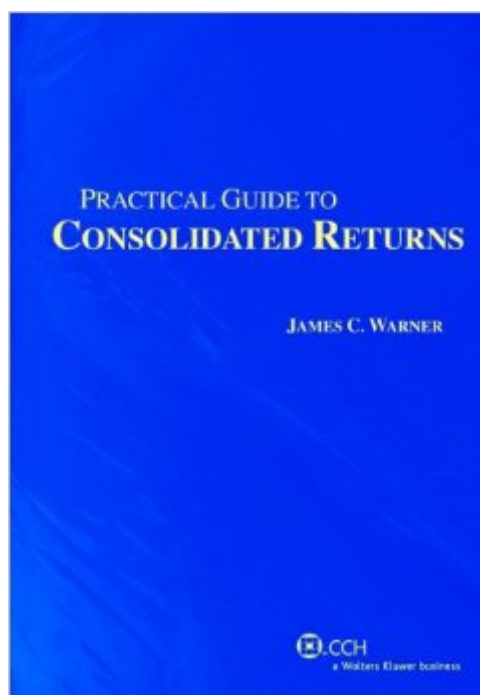 PRACTICAL GUIDE TO
CONSOLIDATED RETURNS
JAMES C. WARNER
CCH
a Wolters Kluwer business